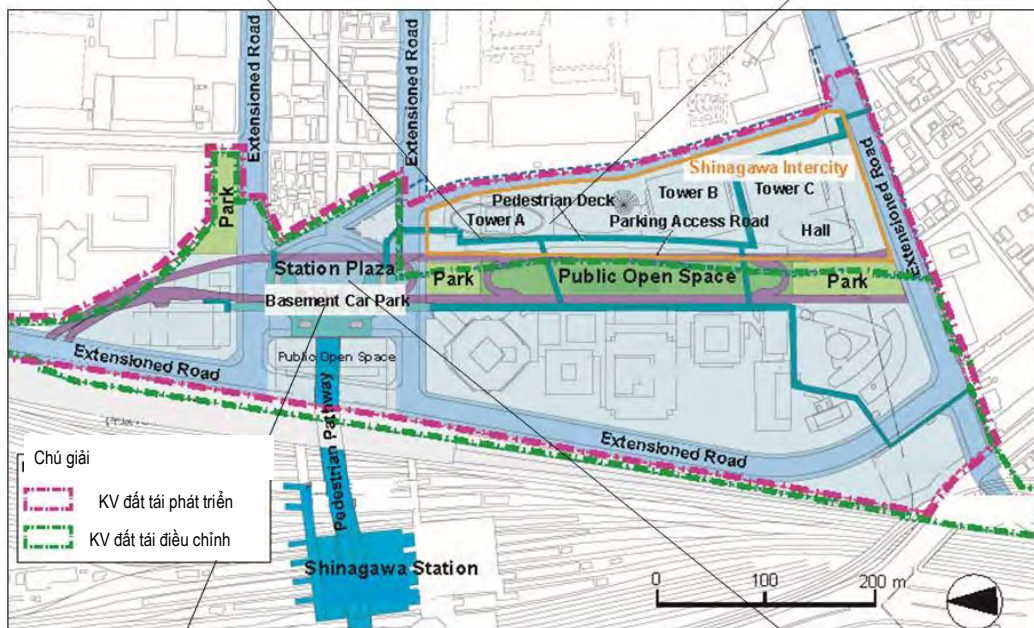 Extensioned Road
Extensioned Road
Park
Shinagawa Intercity
Tower B
Tower C
Pedestrian Deck
Tower A
Parking Access Road
Hall
Extensioned Road
Station Plaza
Park
Public Open Space
Park
Basement Car Park
Public Open Space
Extensioned Road
Pedestrian Pathway
Extensioned Road
Chú giải
KV đất tái phát triển
KV đất tái điều chỉnh
Shinagawa Station
0 100 200 m